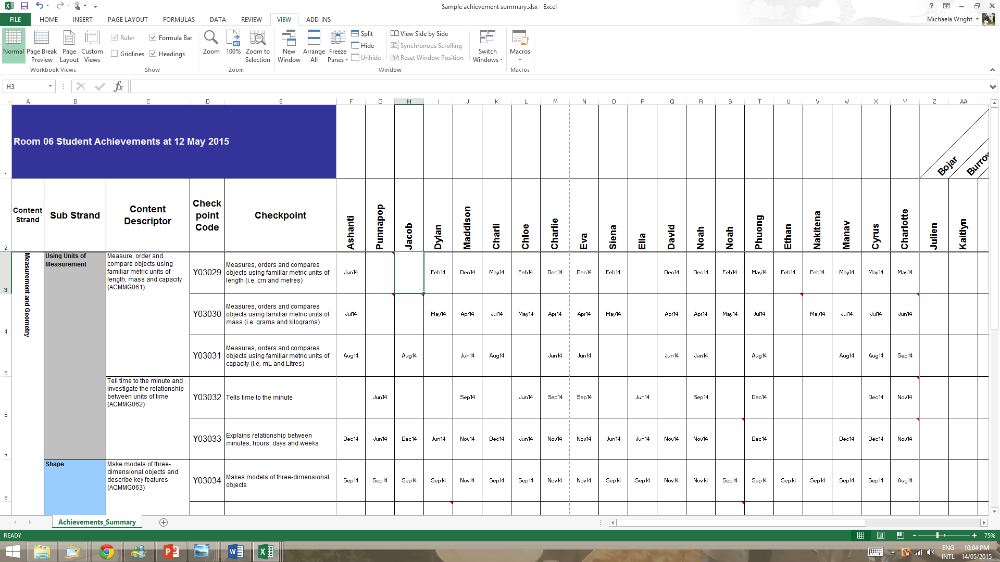 Sample achievement summary.xlsx - Excel
FILE HOME INSERT PAGE LAYOUT FORMULAS DATA REVIEW VIEW ADD-INS
Michaela Wright
Normal
Page Break Preview
Page Layout
Custom Views
Workbook Views
Ruler
Formula Bar
Gridlines
Headings
Show
Zoom
100%
Zoom to Selection
Zoom
New Window
Arrange All
Freeze Panes
Split
Hide
Unhide
View Side by Side
Synchronous Scrolling
Reset Window Position
Window
Switch Windows
Macros
Macros
H3
fx
A B C D E F G H I J K L M N O P Q R S T U V W X Y Z AA
1
Room 06 Student Achievements at 12 May 2015
Bojar
2
Content Strand
Sub Strand
Content Descriptor
Check point Code
Checkpoint
Ashanti
Punnapop
Jacob
Dylan
Maddison
Charli
Chloe
Charlie
Eva
Siena
Ella
David
Noah
Noah
Phuong
Ethan
Nakitena
Manav
Cyrus
Charlotte
Julien
Kaitlyn
3
Measurement and Geometry
Using Units of
Measurement
Measure, order and
compare objects using
familiar metric units of
length, mass and capacity
(ACMMG061)
Y03029
Measures, orders and compares
objects using familiar metric units of
length (i.e. cm and metres)
Jun14 Feb14 Dec14 May14 Feb14 Dec14 Dec14 Feb14 Dec14 Dec14 Feb14 May14 Feb14 Feb14 May14 May14 May14
4
Y03030
Measures, orders and compares
objects using familiar metric units of
mass (i.e. grams and kilograms)
Jul14 May14 Apr14 Jul14 May14 Apr14 Apr14 May14 Apr14 Apr14 May14 Jul14 May14 Jul14 Jul14 Jun14
5
Y03031
Measures, orders and compares
objects using familiar metric units of
capacity (i.e. mL and Litres)
Aug14 Aug14 Jun14 Aug14 Jun14 Jun14 Jun14 Jun14 Aug14 Aug14 Aug14 Sep14
6
Tell time to the minute and
investigate the relationship
between units of time
(ACMMG062)
Y03032
Tells time to the minute
Jun14 Sep14 Jun14 Sep14 Sep14 Jun14 Sep14 Dec14 Dec14 Nov14
7
Y03033
Explains relationship between
minutes, hours, days and weeks
Dec14 Jun14 Dec14 Jun14 Nov14 Dec14 Jun14 Nov14 Nov14 Jun14 Jun14 Nov14 Nov14 Dec14 Dec14 Dec14 Nov14
8
Shape
Make models of three-
dimensional objects and
describe key features
(ACMMG063)
Y03034
Makes models of three-dimensional
objects
Sep14 Sep14 Sep14 Sep14 Nov14 Sep14 Sep14 Nov14 Nov14 Sep14 Sep14 Nov14 Nov14 Sep14 Sep14 Sep14 Sep14 Sep14 Sep14 Aug14
Achievements_Summary
READY
75%
ENG
INTL
10:04 PM
14/05/2015